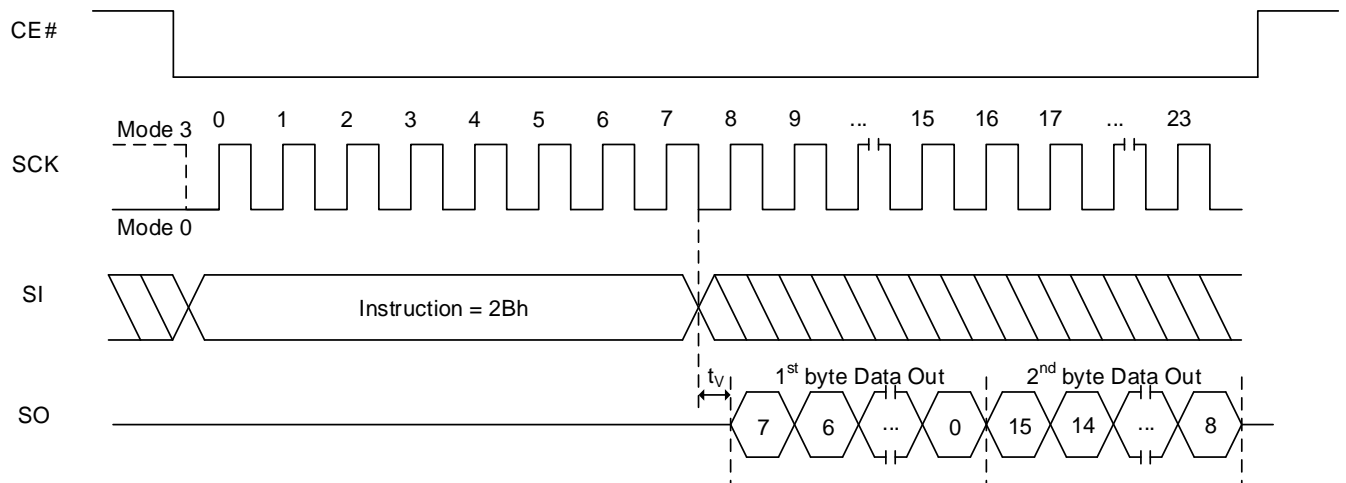 CE#
Mode 3 0 1 2 3 4 5 6 7 8 9 ... 15 16 17 ... 23
SCK
Mode 0
SI Instruction = 2Bh
tV 1st byte Data Out 2nd byte Data Out
SO 7 6 ... 0 15 14 ... 8